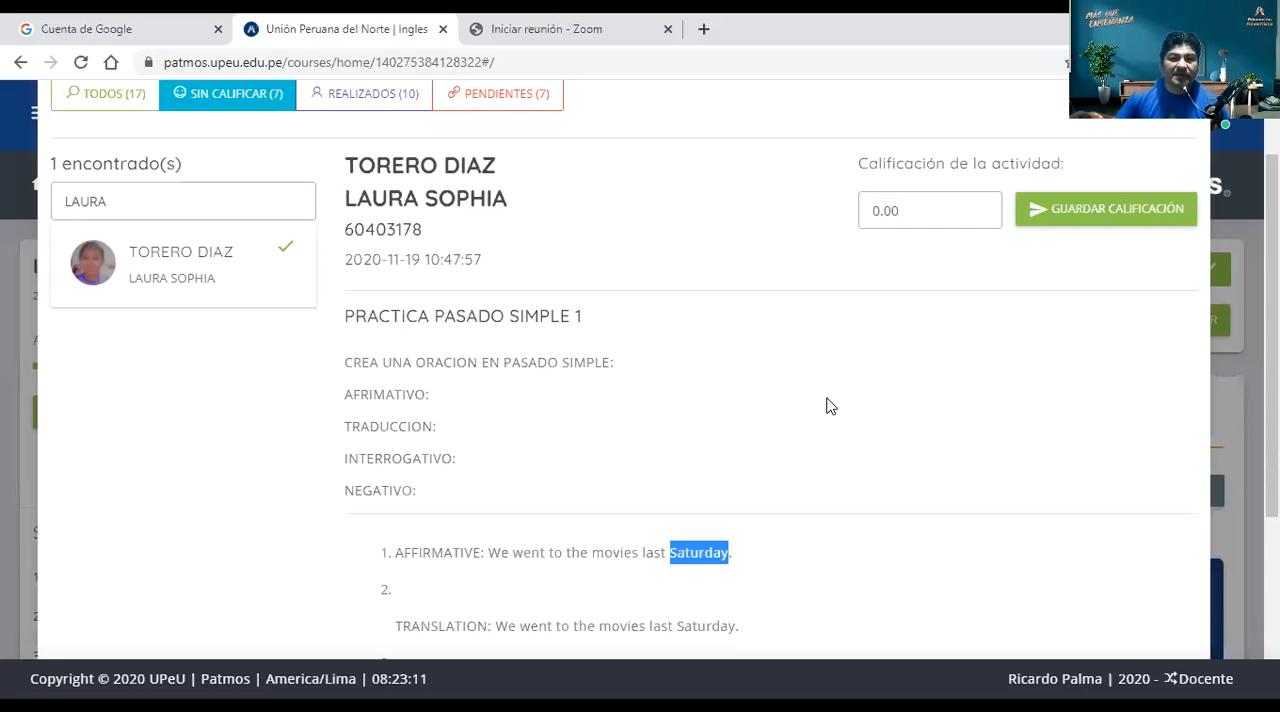 Cuenta de Google
Unión Peruana del Norte | Ingles
Iniciar reunión - Zoom
patmos.upeu.edu.pe/courses/home/140275384128322#/
MÁS QUE
ENSEÑANZA
TODOS (17)
SIN CALIFICAR (7)
REALIZADOS (10)
PENDIENTES (7)
1 encontrado(s)
LAURA
TORERO DIAZ
LAURA SOPHIA
TORERO DIAZ
LAURA SOPHIA
60403178
2020-11-19 10:47:57
Calificación de la actividad:
0.00
GUARDAR CALIFICACIÓN
PRACTICA PASADO SIMPLE 1
CREA UNA ORACION EN PASADO SIMPLE:
AFRIMATIVO:
TRADUCCION:
INTERROGATIVO:
NEGATIVO:
1. AFFIRMATIVE: We went to the movies last Saturday.
2.
TRANSLATION: We went to the movies last Saturday.
Copyright © 2020 UPeU | Patmos | America/Lima | 08:23:11
Ricardo Palma | 2020 - Docente